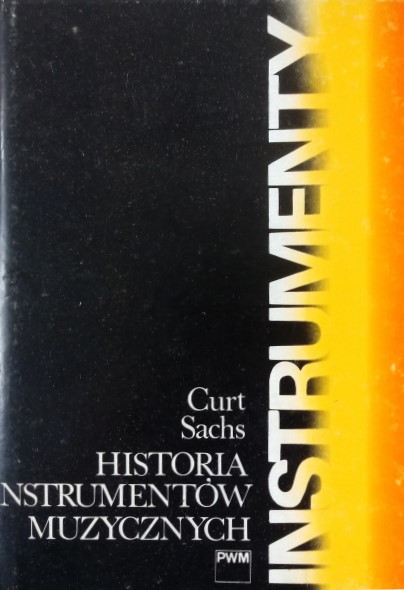 INSTRUMENTY
Curt
Sachs
HISTORIA
NSTRUMENTÓW
MUZYCZNYCH
PWM